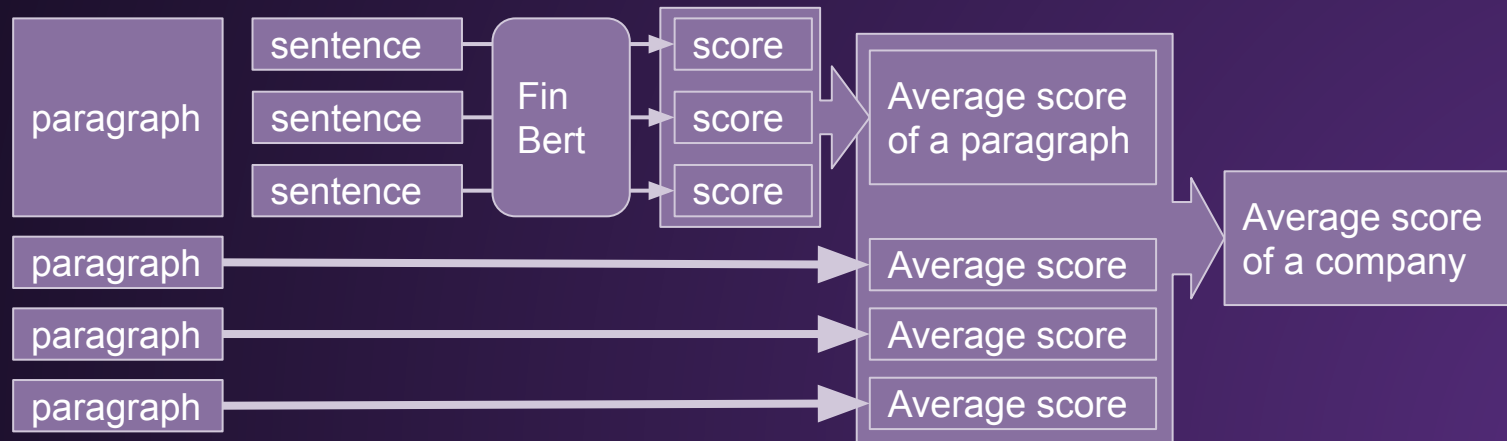 paragraph
sentence
sentence
sentence
Fin
Bert
score
score
score
Average score
of a paragraph
paragraph
Average score
paragraph
Average score
paragraph
Average score
Average score
of a company